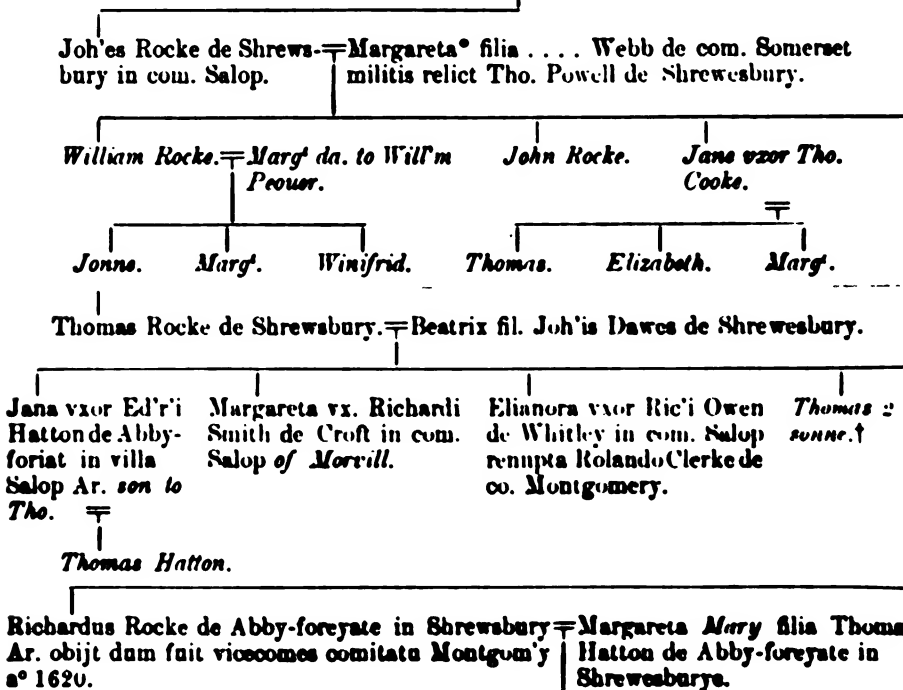 Joh'es Rocke de Shrews-
bury in com. Salop.
Margareta* filia . . . . Webb de com. Somerset
militis relict Tho. Powell de Shrewesbury.
William Rocke.
Marg^t da. to Will'm
Peouer.
John Rocke.
Jane vxor Tho.
Cooke.
Jonne.
Marg^t.
Winifrid.
Thomas.
Elizabeth.
Marg^t.
Thomas Rocke de Shrewsbury.
Beatrix fil. Joh'is Dawes de Shrewesbury.
Jana vxor Ed'r'i
Hatton de Abby-
foriat in villa
Salop Ar. son to
Tho.
Margareta vx. Richardi
Smith de Croft in com.
Salop of Morvill.
Elianora vxor Ric'i Owen
de Whitley in com. Salop
renupta Rolando Clerke de
co. Montgomery.
Thomas 2
sonne.†
Thomas Hatton.
Richardus Rocke de Abby-foreyate in Shrewsbury
Ar. obijt dum fuit vicecomes comitatu Montgom'y
a° 1620.
Margareta Mary filia Thoma
Hatton de Abby-foreyate in
Shrewesburye.